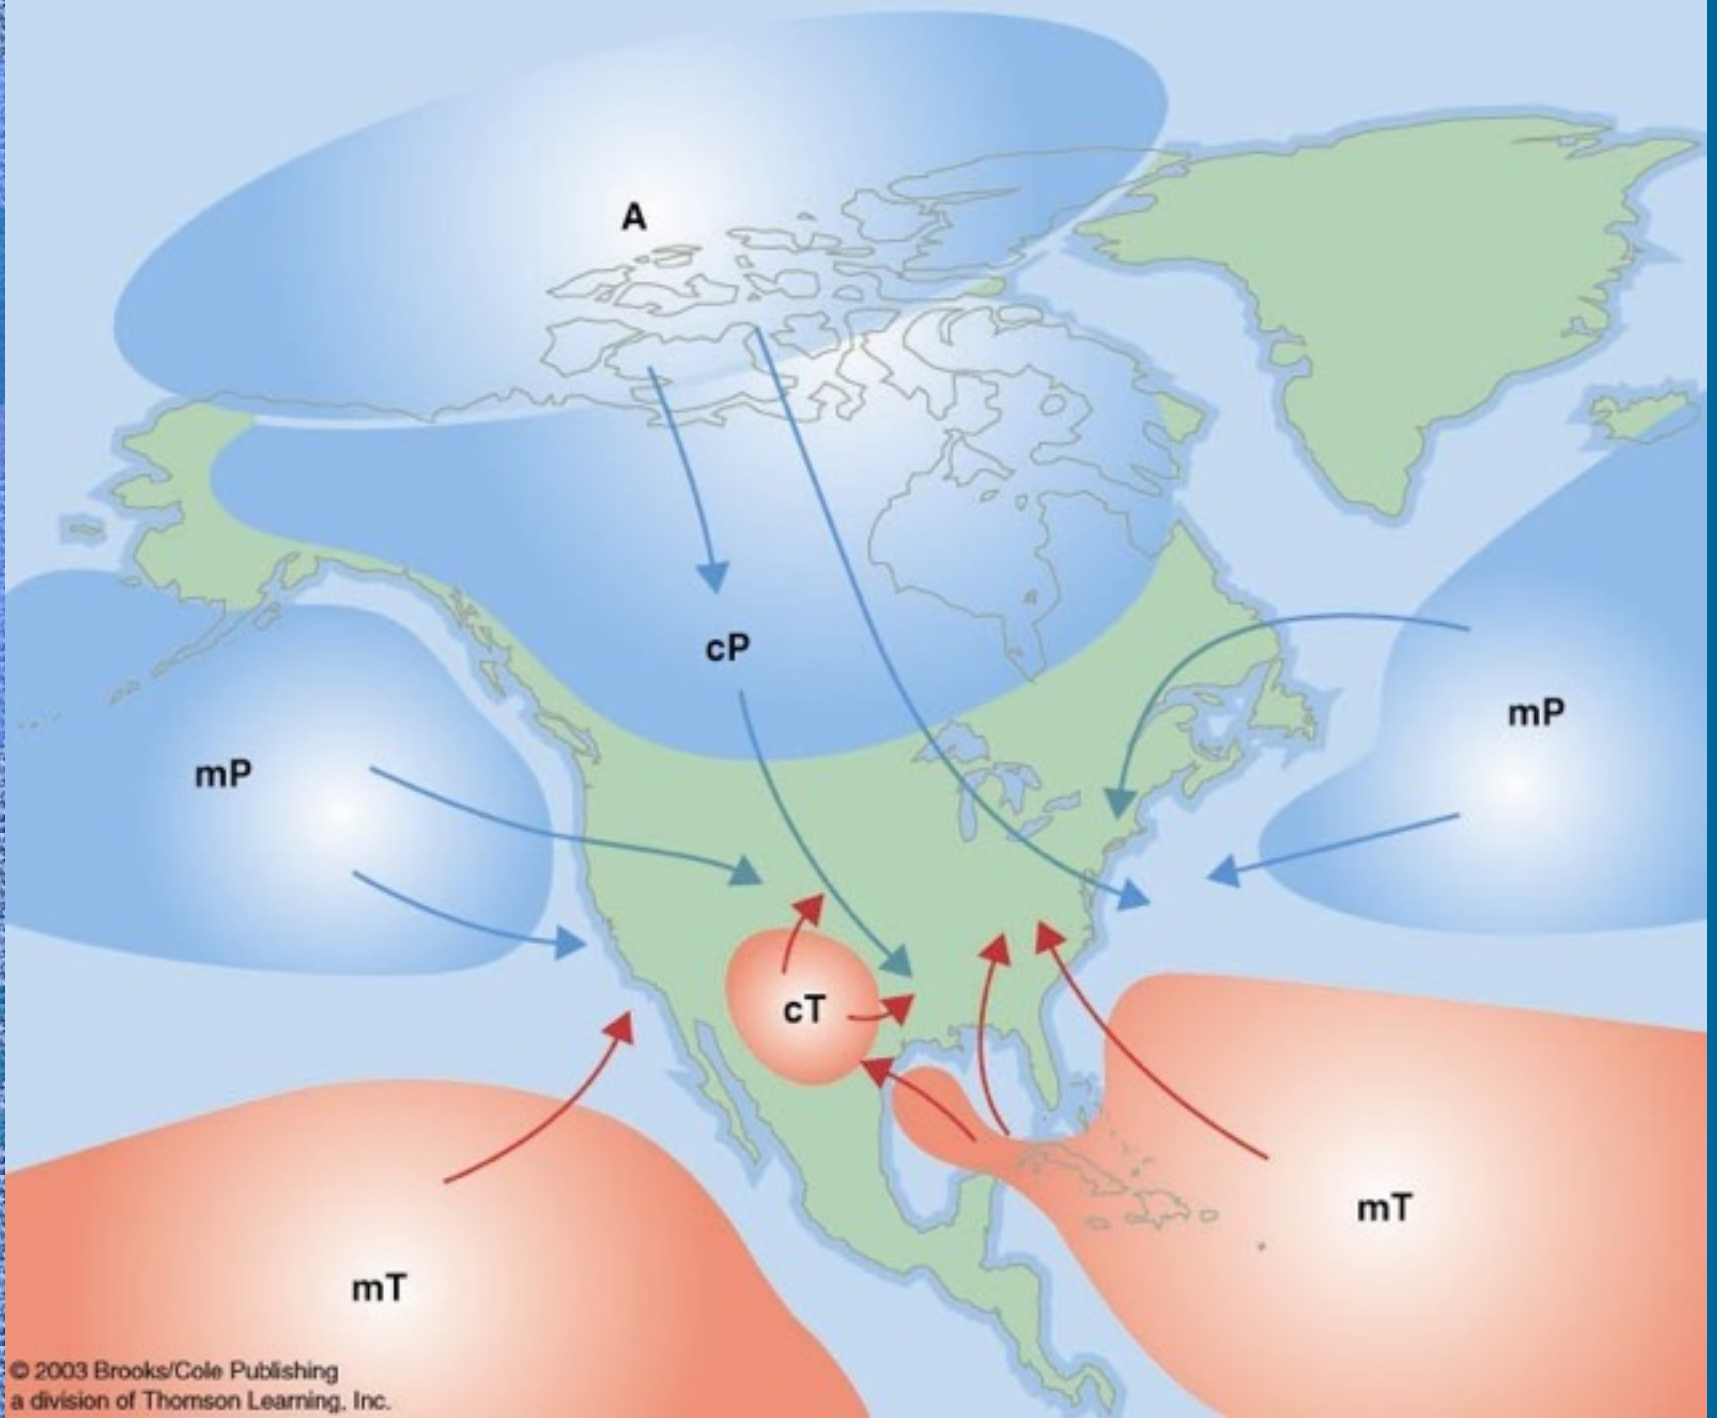 A
cP
mP
mP
cT
mT
mT
© 2003 Brooks/Cole Publishing
a division of Thomson Learning, Inc.